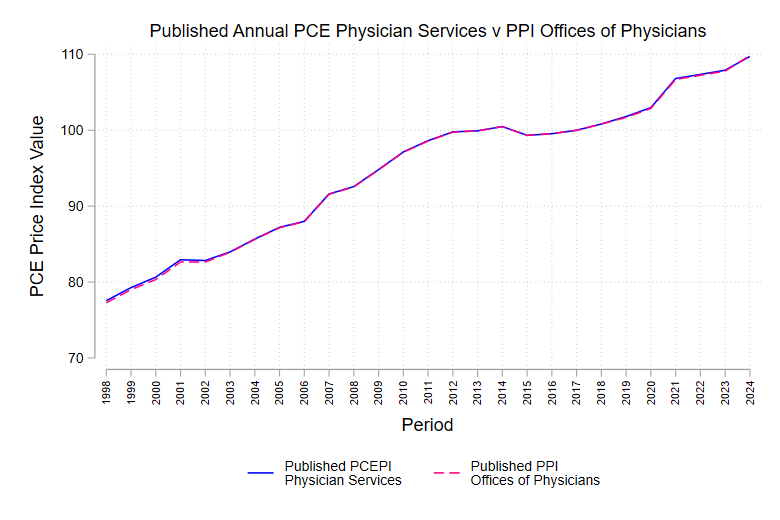 Published Annual PCE Physician Services v PPI Offices of Physicians
PCE Price Index Value
110
100
90
80
70
1998 1999 2000 2001 2002 2003 2004 2005 2006 2007 2008 2009 2010 2011 2012 2013 2014 2015 2016 2017 2018 2019 2020 2021 2022 2023 2024
Period
Published PCEPI
Physician Services
Published PPI
Offices of Physicians